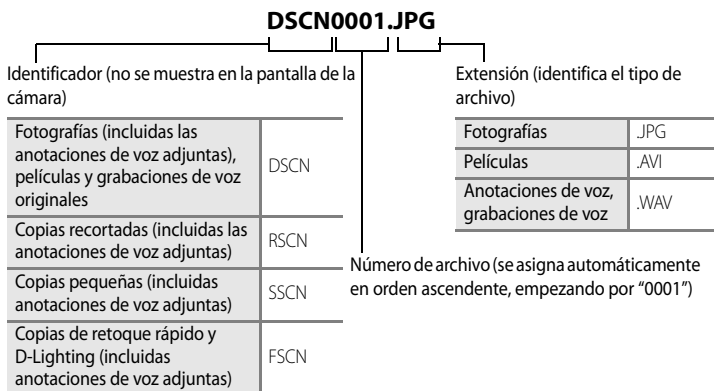 DSCN0001.JPG
Identificador (no se muestra en la pantalla de la
cámara)
Fotografías (incluidas las
anotaciones de voz adjuntas),
películas y grabaciones de voz
originales
DSCN
Copias recortadas (incluidas las
anotaciones de voz adjuntas)
RSCN
Copias pequeñas (incluidas
anotaciones de voz adjuntas)
SSCN
Copias de retoque rápido y
D-Lighting (incluidas
anotaciones de voz adjuntas)
FSCN
Extensión (identifica el tipo de
archivo)
Fotografías
.JPG
Películas
.AVI
Anotaciones de voz,
grabaciones de voz
.WAV
Número de archivo (se asigna automáticamente
en orden ascendente, empezando por “0001”)